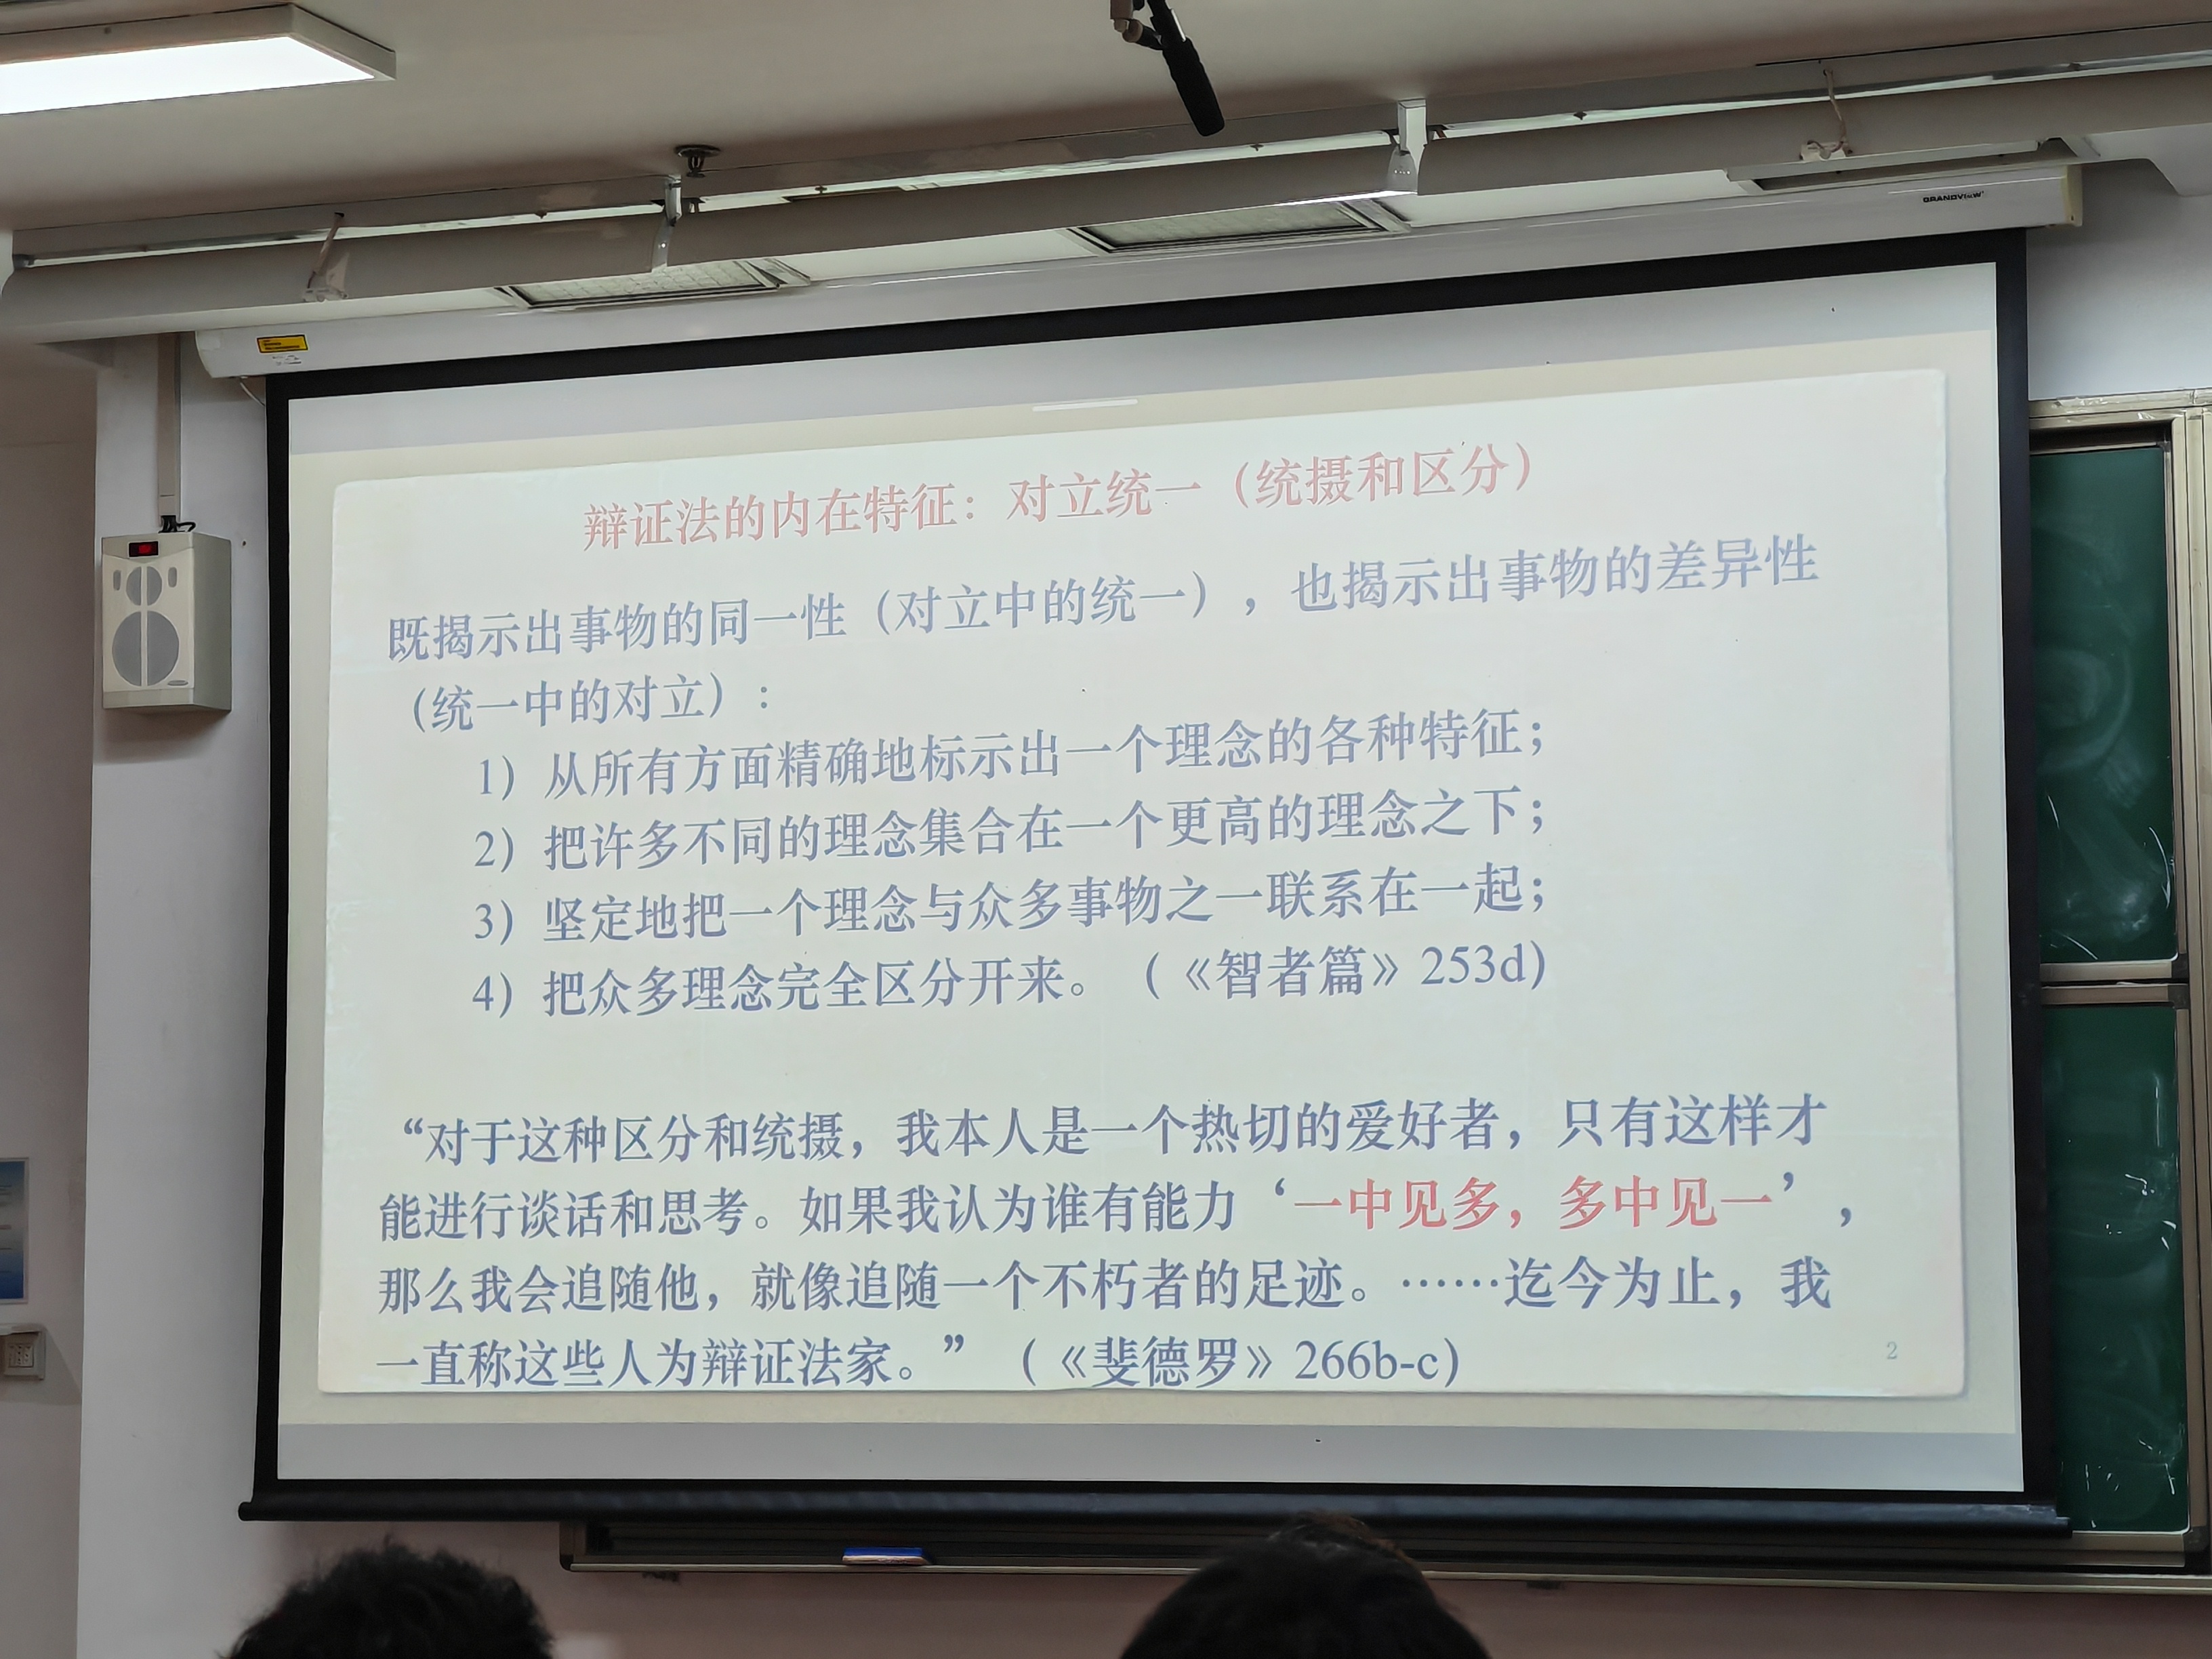 GRANDVIEW
辩证法的内在特征：对立统一（统摄和区分）
既揭示出事物的同一性（对立中的统一），也揭示出事物的差异性
（统一中的对立）：
1）从所有方面精确地标示出一个理念的各种特征；
2）把许多不同的理念集合在一个更高的理念之下；
3）坚定地把一个理念与众多事物之一联系在一起；
4）把众多理念完全区分开来。（《智者篇》253d）
“对于这种区分和统摄，我本人是一个热切的爱好者，只有这样才
能进行谈话和思考。如果我认为谁有能力‘一中见多，多中见一’，
那么我会追随他，就像追随一个不朽者的足迹。……迄今为止，我
一直称这些人为辩证法家。”（《斐德罗》266b-c）
2